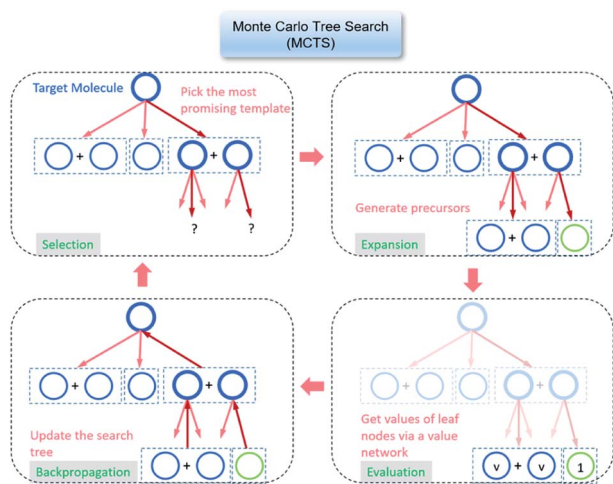 Monte Carlo Tree Search
(MCTS)
Target Molecule
Pick the most
promising template
+
+
?
?
Selection
+
+
Generate precursors
+
Expansion
+
+
Update the search
tree
+
Backpropagation
+
+
Get values of leaf
nodes via a value
network
v + v 1
Evaluation